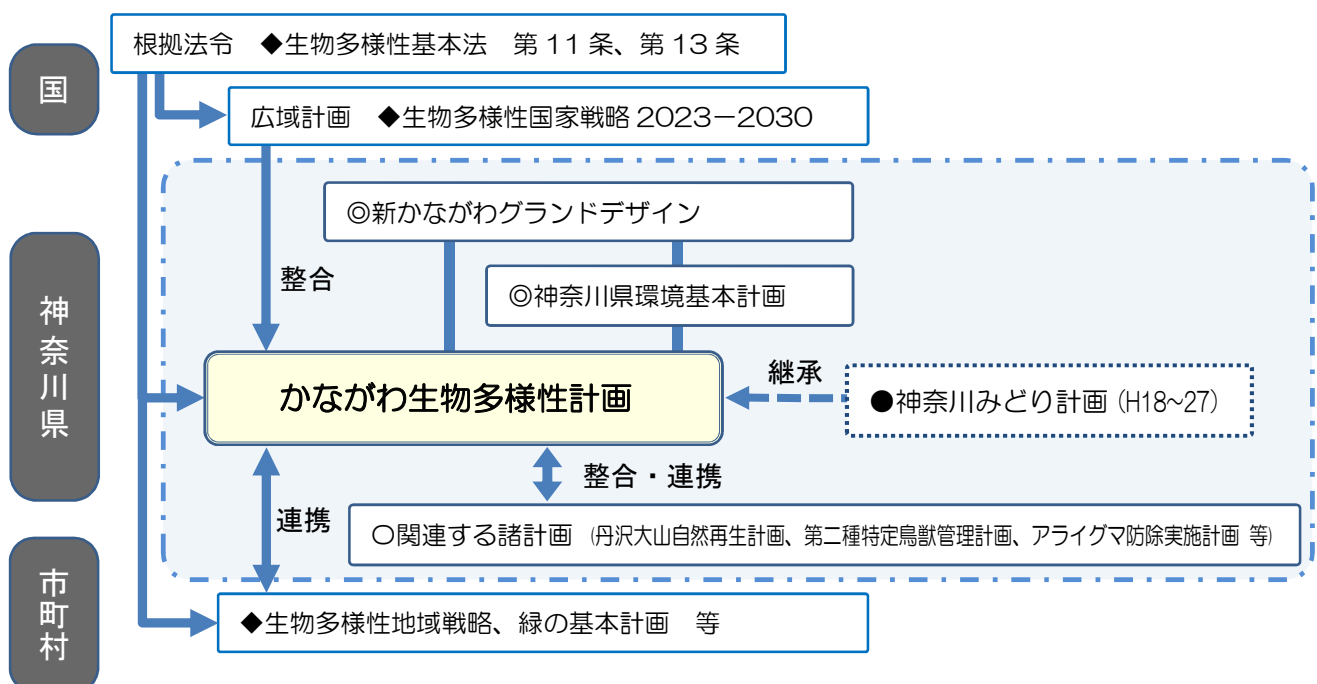 根拠法令 ◆生物多様性基本法 第11条、第13条
国
広域計画 ◆生物多様性国家戦略2023－2030
◎新かながわグランドデザイン
整合
◎神奈川県環境基本計画
神奈川県
かながわ生物多様性計画
継承
●神奈川みどり計画(H18~27)
整合・連携
連携
〇関連する諸計画 (丹沢大山自然再生計画、第二種特定鳥獣管理計画、アライグマ防除実施計画 等)
市町村
◆生物多様性地域戦略、緑の基本計画 等